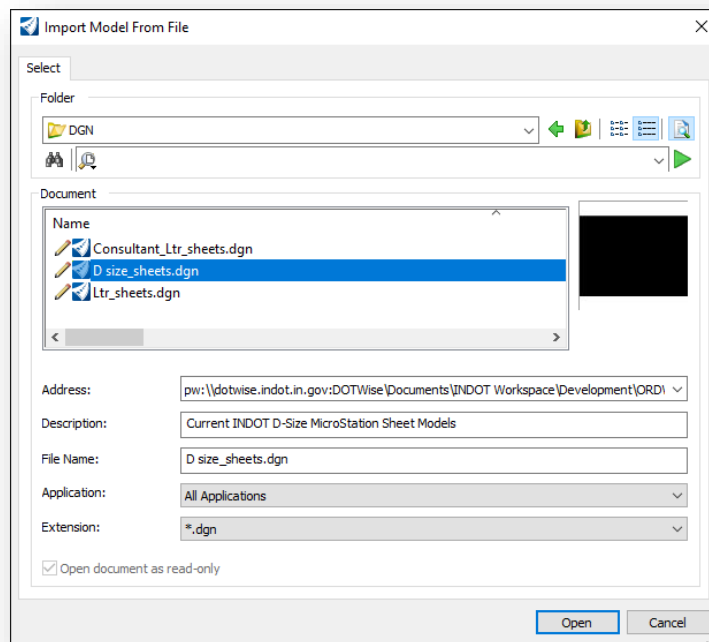 Import Model From File
Select
Folder
DGN
Document
Name
Consultant_Ltr_sheets.dgn
D size_sheets.dgn
Ltr_sheets.dgn
Address: pw:\\dotwise.indot.in.gov:DOTWise\Documents\INDOT Workspace\Development\ORD\
Description: Current INDOT D-Size MicroStation Sheet Models
File Name: D size_sheets.dgn
Application: All Applications
Extension: *.dgn
Open document as read-only
Open Cancel